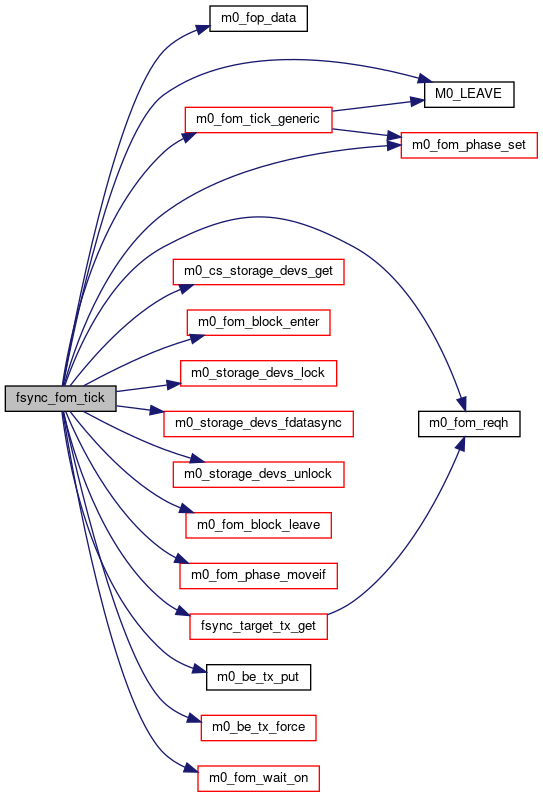 m0_fop_data
M0_LEAVE
m0_fom_tick_generic
m0_fom_phase_set
m0_cs_storage_devs_get
m0_fom_block_enter
m0_storage_devs_lock
fsync_fom_tick
m0_storage_devs_fdatasync
m0_fom_reqh
m0_storage_devs_unlock
m0_fom_block_leave
m0_fom_phase_moveif
fsync_target_tx_get
m0_be_tx_put
m0_be_tx_force
m0_fom_wait_on